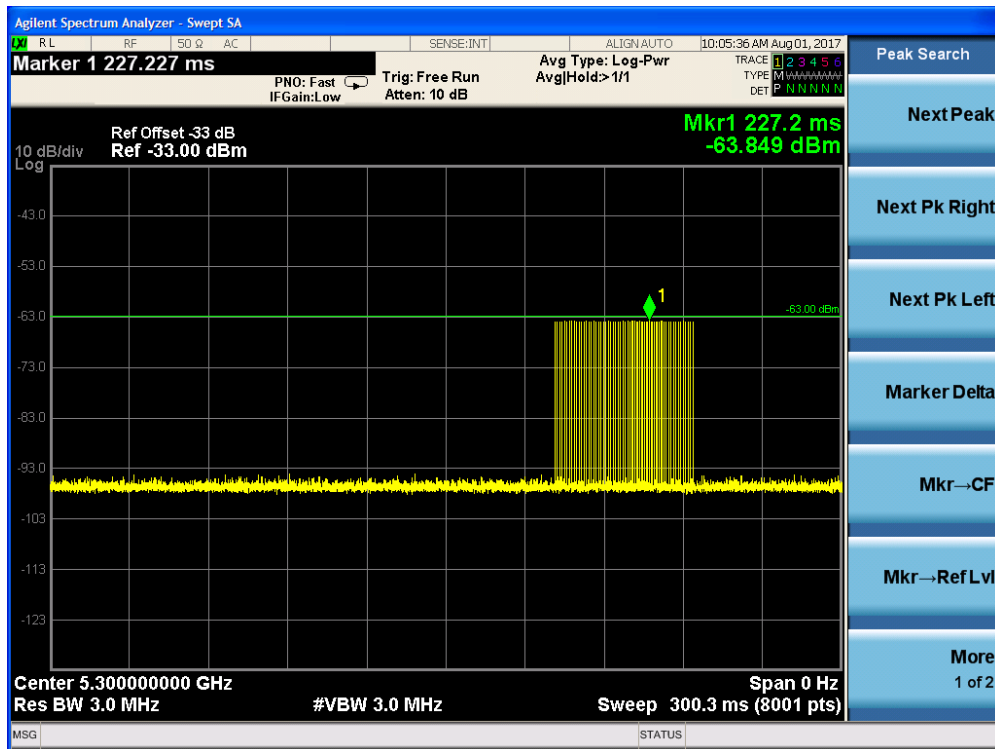 Agilent Spectrum Analyzer - Swept SA
LXI RL RF 50 Ω AC SENSE:INT ALIGN AUTO 10:05:36 AM Aug 01, 2017
Marker 1 227.227 ms
PNO: Fast
IFGain:Low
Trig: Free Run
Atten: 10 dB
Avg Type: Log-Pwr
Avg|Hold:> 1/1
TRACE 1 2 3 4 5 6
TYPE M WWWWW
DET P N N N N N
Peak Search
Next Peak
Next Pk Right
Next Pk Left
Marker Delta
Mkr→CF
Mkr→Ref Lvl
More
1 of 2
Mkr1 227.2 ms
-63.849 dBm
Ref Offset -33 dB
10 dB/div Ref -33.00 dBm
Log
-43.0
-53.0
1
-63.0
-63.00 dBm
-73.0
-83.0
-93.0
-103
-113
-123
Center 5.300000000 GHz Span 0 Hz
Res BW 3.0 MHz #VBW 3.0 MHz Sweep 300.3 ms (8001 pts)
MSG STATUS